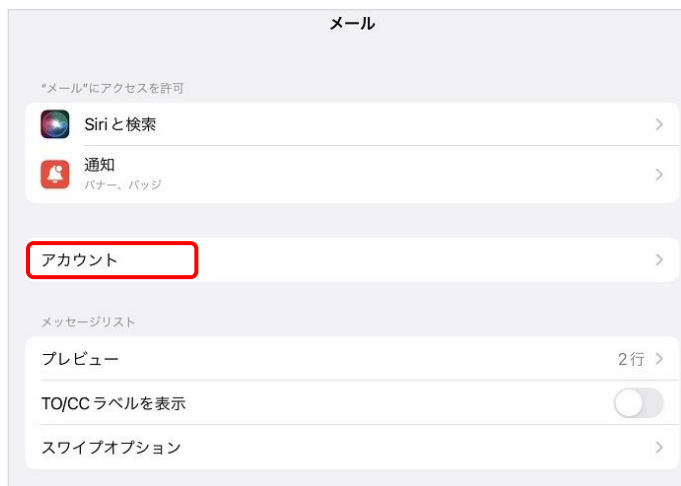 メール
"メール"にアクセスを許可
Siriと検索
通知
バナー、バッジ
アカウント
メッセージリスト
プレビュー 2行
TO/CCラベルを表示
スワイプオプション